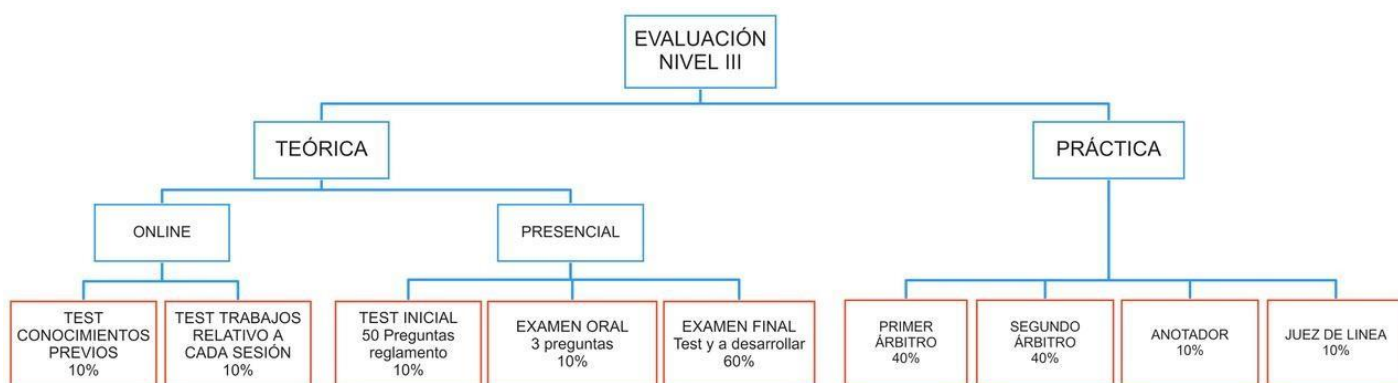 EVALUACIÓN
NIVEL III
TEÓRICA
PRÁCTICA
ONLINE
PRESENCIAL
TEST
CONOCIMIENTOS
PREVIOS
10%
TEST TRABAJOS
RELATIVO A
CADA SESIÓN
10%
TEST INICIAL
50 Preguntas
reglamento
10%
EXAMEN ORAL
3 preguntas
10%
EXAMEN FINAL
Test y a desarrollar
60%
PRIMER
ÁRBITRO
40%
SEGUNDO
ÁRBITRO
40%
ANOTADOR
10%
JUEZ DE LINEA
10%